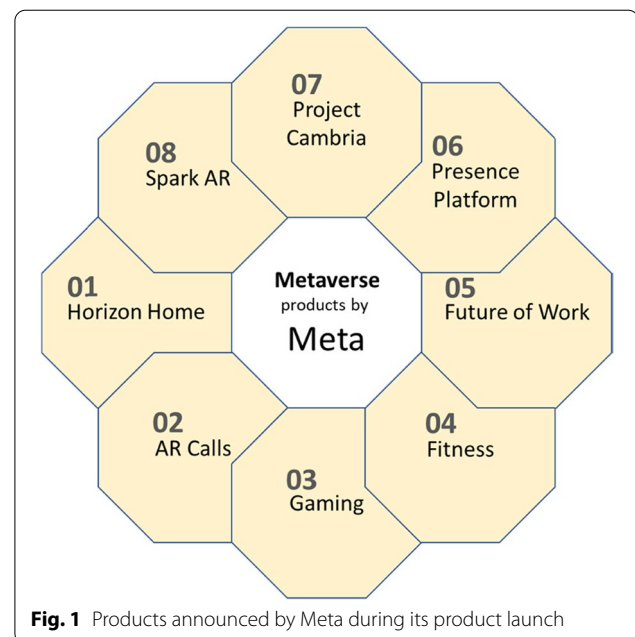 07
Project
Cambria
08
Spark AR
06
Presence
Platform
Metaverse
products by
Meta
01
Horizon Home
05
Future of Work
02
AR Calls
04
Fitness
03
Gaming
Fig. 1 Products announced by Meta during its product launch